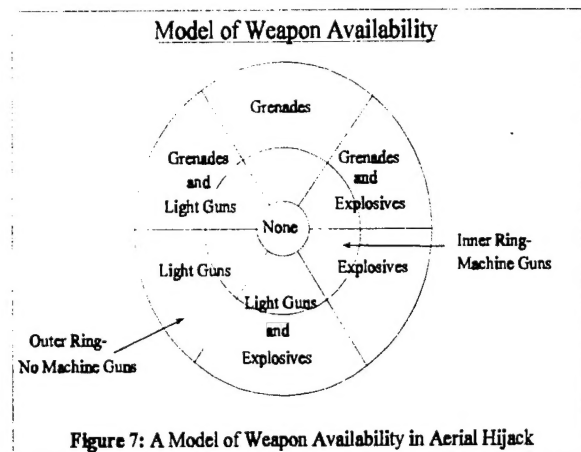 Model of Weapon Availability
Grenades
Grenades
and
Light Guns
Grenades
and
Explosives
None
Inner Ring-
Machine Guns
Light Guns
Explosives
Light Guns
and
Explosives
Outer Ring-
No Machine Guns
Figure 7: A Model of Weapon Availability in Aerial Hijack